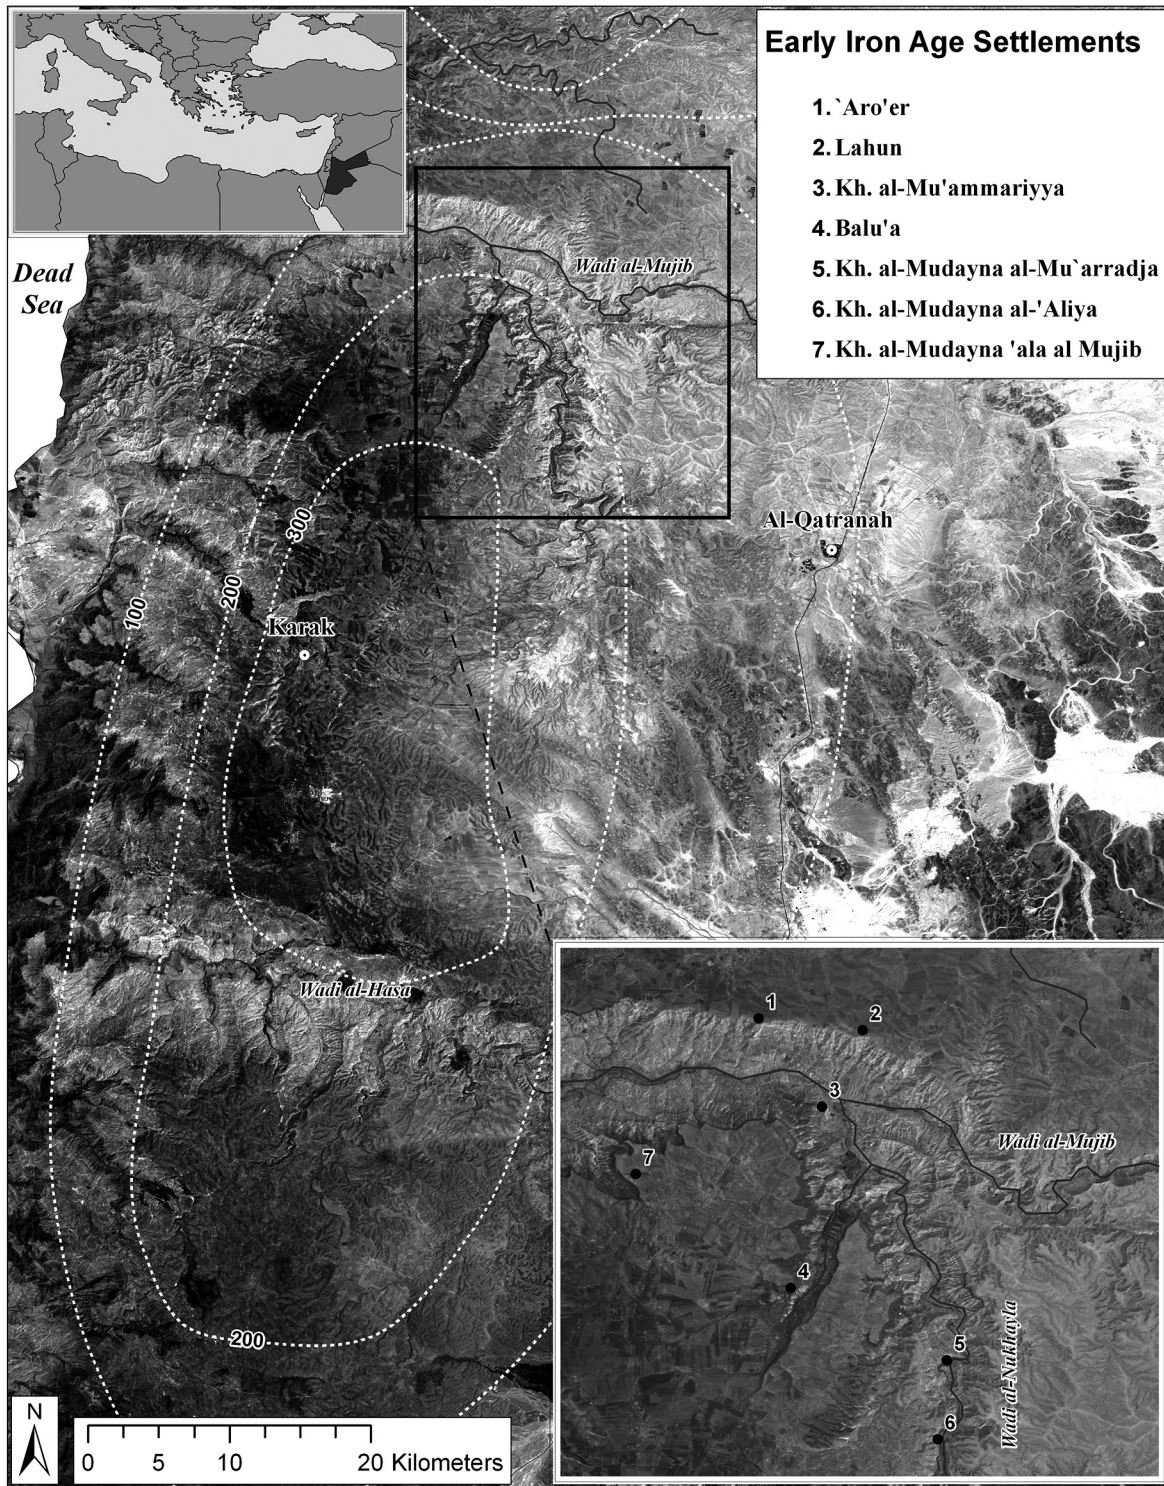 Early Iron Age Settlements
1. `Aro'er
2. Lahun
3. Kh. al-Mu'ammariyya
4. Balu'a
5. Kh. al-Mudayna al-Mu`arradja
6. Kh. al-Mudayna al-'Aliya
7. Kh. al-Mudayna 'ala al Mujib
Dead
Sea
Wadi al-Mujib
300
200
100
Al-Qatranah
Karak
Wadi al-Hasa
200
1
2
3
Wadi al-Mujib
7
4
5
6
Wadi al-Nukhayla
N
0 5 10 20 Kilometers